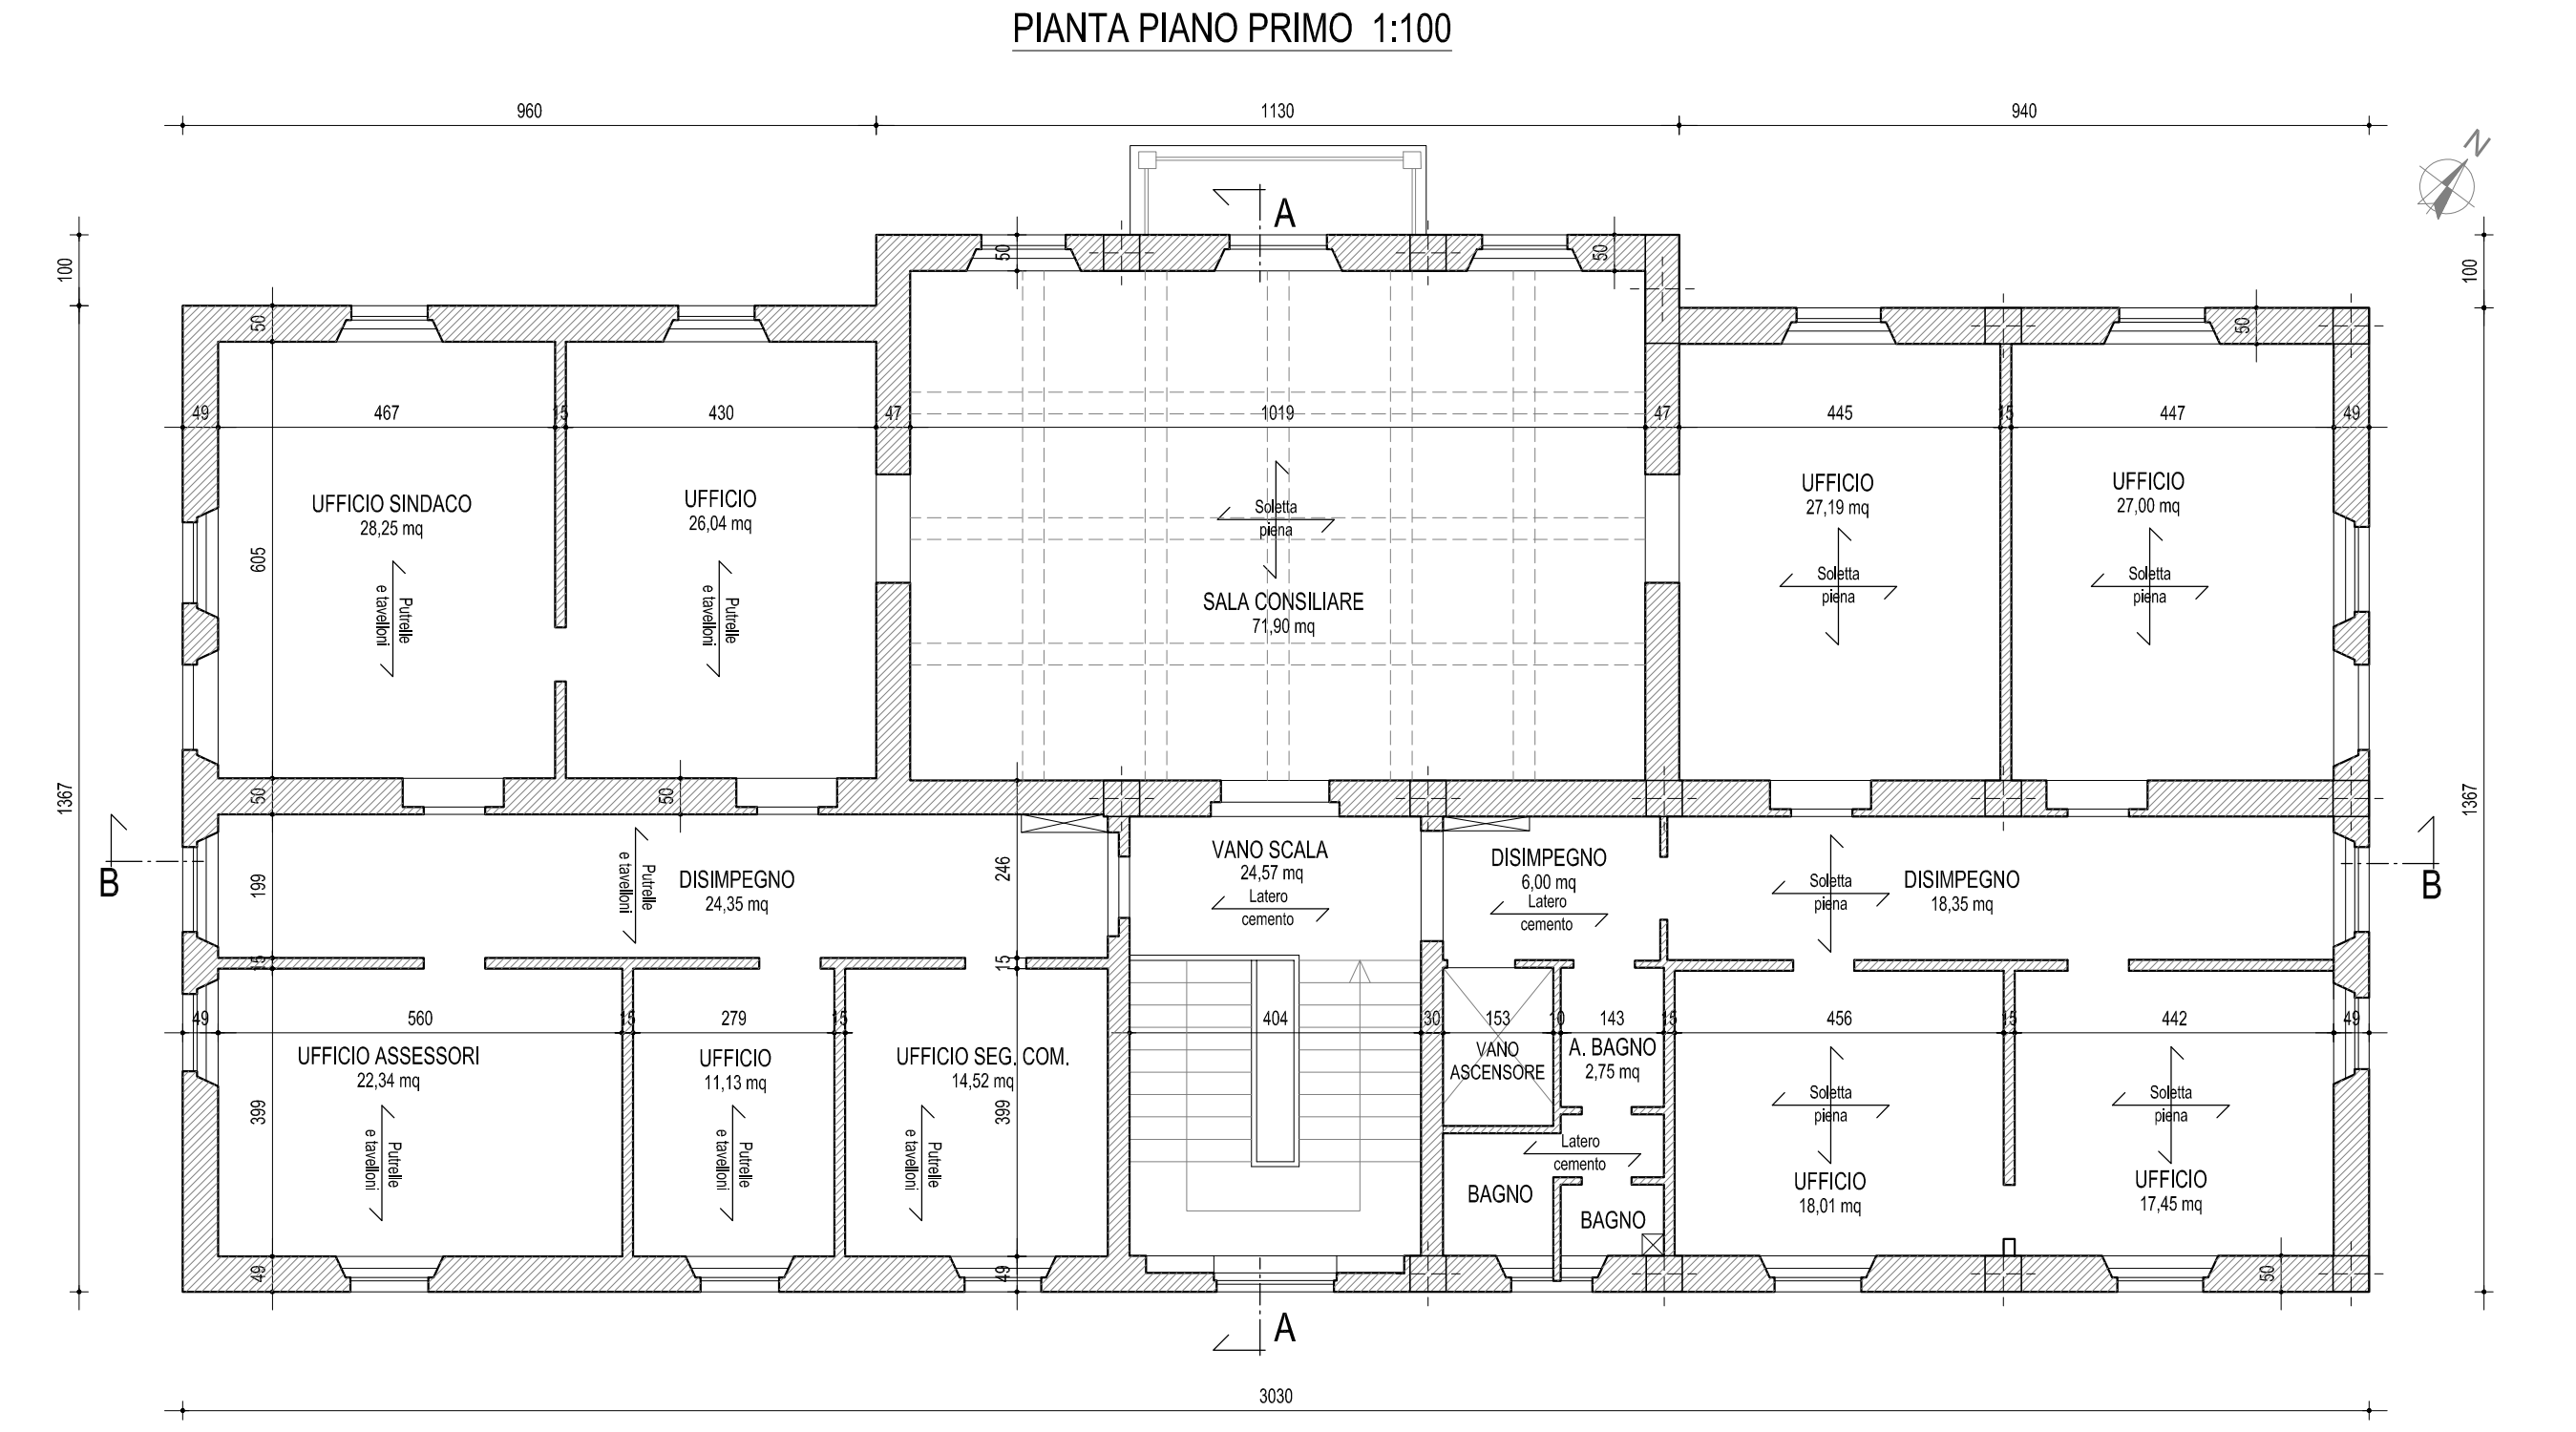 PIANTA PIANO PRIMO 1:100
960
1130
940
N
A
100
50
50
100
50
50
49
467
15
430
47
1019
47
445
15
447
49
UFFICIO SINDACO
28,25 mq
UFFICIO
26,04 mq
Soletta
piena
UFFICIO
27,19 mq
UFFICIO
27,00 mq
605
Putrelle
e tavelloni
Putrelle
e tavelloni
SALA CONSILIARE
71,90 mq
Soletta
piena
Soletta
piena
1367
50
50
1367
B
199
Putrelle
e tavelloni
DISIMPEGNO
24,35 mq
246
VANO SCALA
24,57 mq
Latero
cemento
DISIMPEGNO
6,00 mq
Latero
cemento
Soletta
piena
DISIMPEGNO
18,35 mq
B
15
15
49
560
15
279
15
404
30
153
10
143
15
456
15
442
49
UFFICIO ASSESSORI
22,34 mq
UFFICIO
11,13 mq
UFFICIO SEG. COM.
14,52 mq
VANO
ASCENSORE
A. BAGNO
2,75 mq
399
399
Putrelle
e tavelloni
Putrelle
e tavelloni
Putrelle
e tavelloni
Soletta
piena
Soletta
piena
Latero
cemento
BAGNO
BAGNO
UFFICIO
18,01 mq
UFFICIO
17,45 mq
49
49
50
A
3030